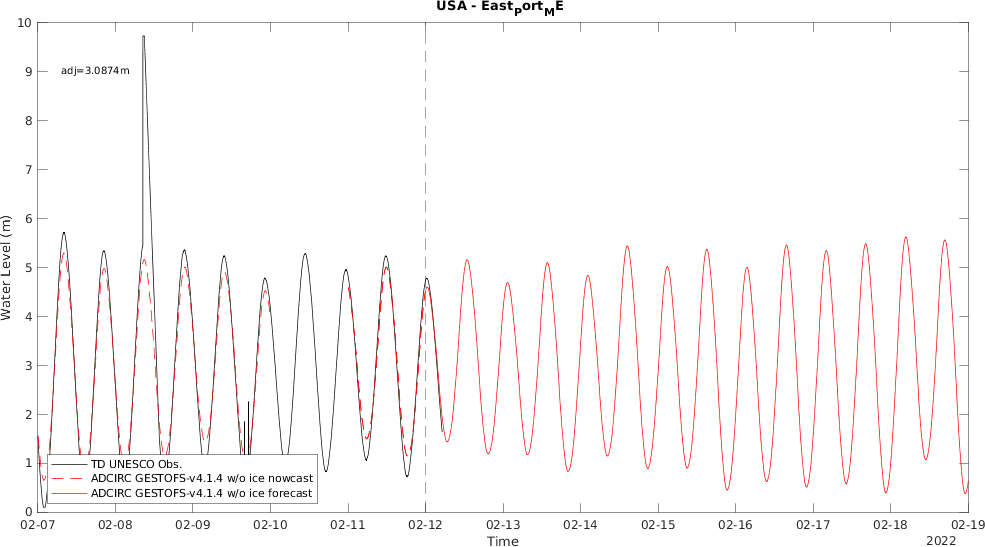 USA - EastPortME
10
9
8
7
6
5
4
3
2
1
0
Water Level (m)
adj=3.0874m
TD UNESCO Obs.
ADCIRC GESTOFS-v4.1.4 w/o ice nowcast
ADCIRC GESTOFS-v4.1.4 w/o ice forecast
02-07 02-08 02-09 02-10 02-11 02-12 02-13 02-14 02-15 02-16 02-17 02-18 02-19
Time
2022